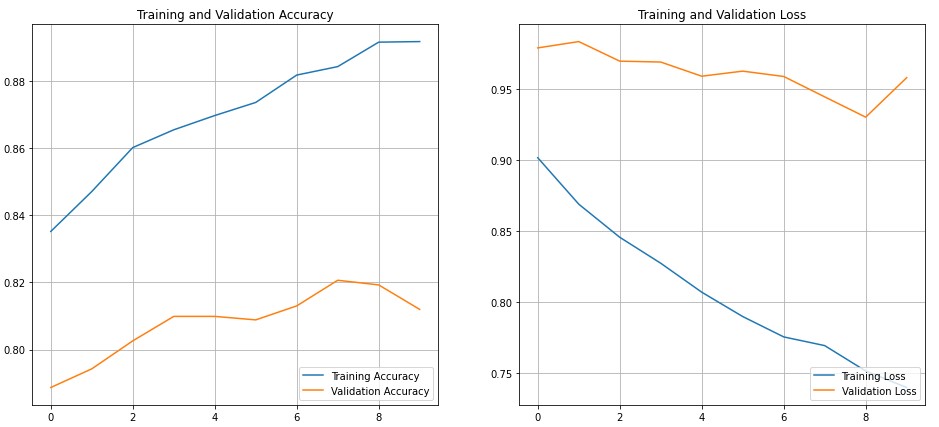 Training and Validation Accuracy
0.88
0.86
0.84
0.82
0.80
0 2 4 6 8
Training Accuracy
Validation Accuracy
Training and Validation Loss
0.95
0.90
0.85
0.80
0.75
0 2 4 6 8
Training Loss
Validation Loss